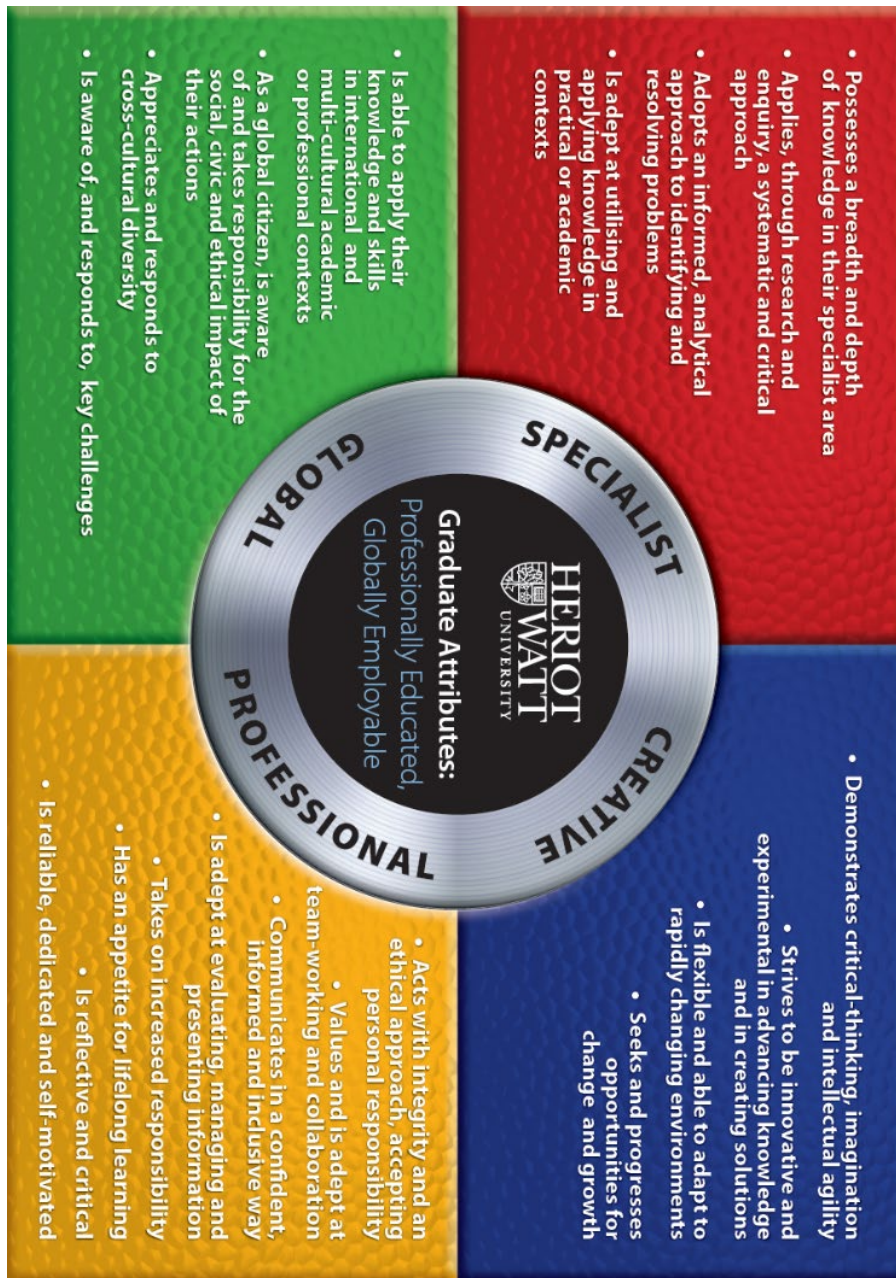 • Possesses a breadth and depth
of knowledge in their specialist area
• Applies, through research and
enquiry, a systematic and critical
approach
• Adopts an informed, analytical
approach to identifying and
resolving problems
• Is adept at utilising and
applying knowledge in
practical or academic
contexts
• Demonstrates critical-thinking, imagination
and intellectual agility
• Strives to be innovative and
experimental in advancing knowledge
and in creating solutions
• Is flexible and able to adapt to
rapidly changing environments
• Seeks and progresses
opportunities for
change and growth
SPECIALIST
CREATIVE
HERIOT
WATT
UNIVERSITY
Graduate Attributes:
Professionally Educated,
Globally Employable
GLOBAL
PROFESSIONAL
• Is able to apply their
knowledge and skills
in international and
multi-cultural academic
or professional contexts
• As a global citizen, is aware
of and takes responsibility for the
social, civic and ethical impact of
their actions
• Appreciates and responds to
cross-cultural diversity
• Is aware of, and responds to, key challenges
• Acts with integrity and an
ethical approach, accepting
personal responsibility
• Values and is adept at
team-working and collaboration
• Communicates in a confident,
informed and inclusive way
• Is adept at evaluating, managing and
presenting information
• Takes on increased responsibility
• Has an appetite for lifelong learning
• Is reflective and critical
• Is reliable, dedicated and self-motivated